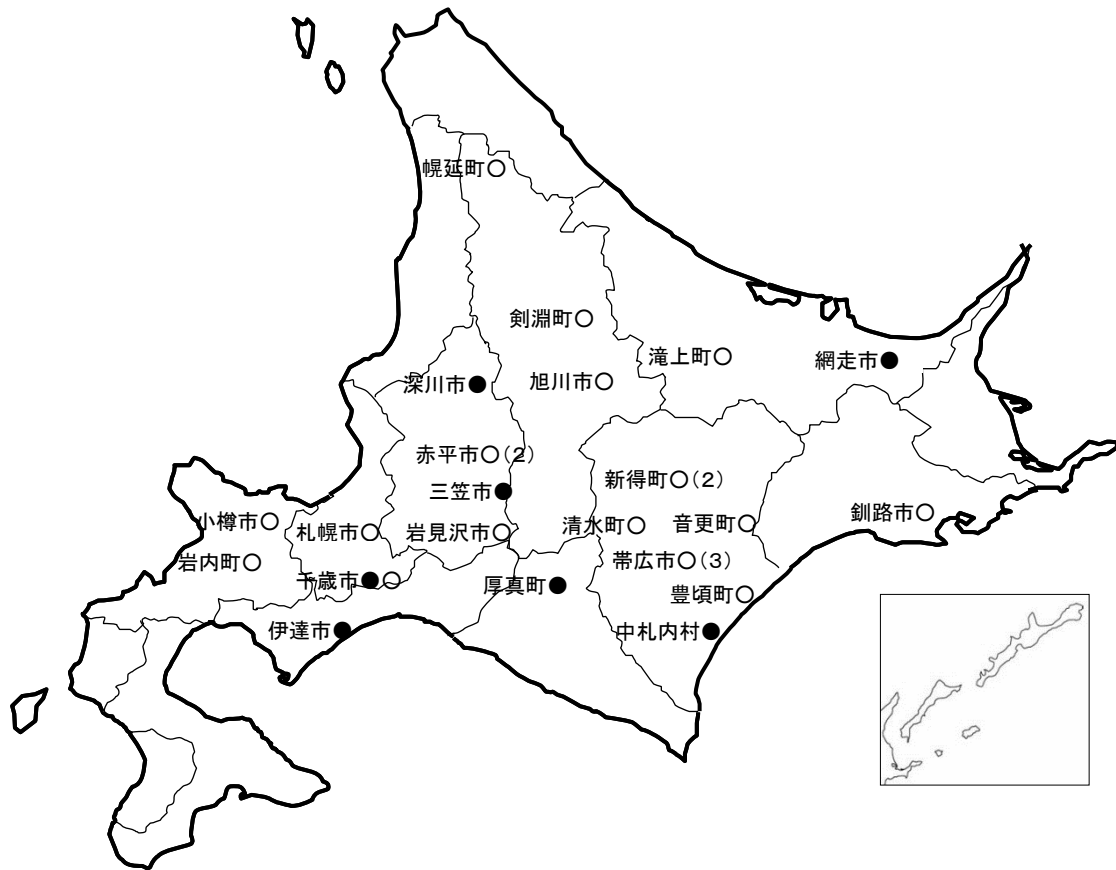 幌延町○
剣淵町○
滝上町○
網走市●
深川市●
旭川市○
赤平市○(2)
新得町○(2)
三笠市●
小樽市○
札幌市○
岩見沢市○
清水町○
音更町○
釧路市○
岩内町○
帯広市○(3)
千歳市●○
厚真町●
豊頃町○
伊達市●
中札内村●